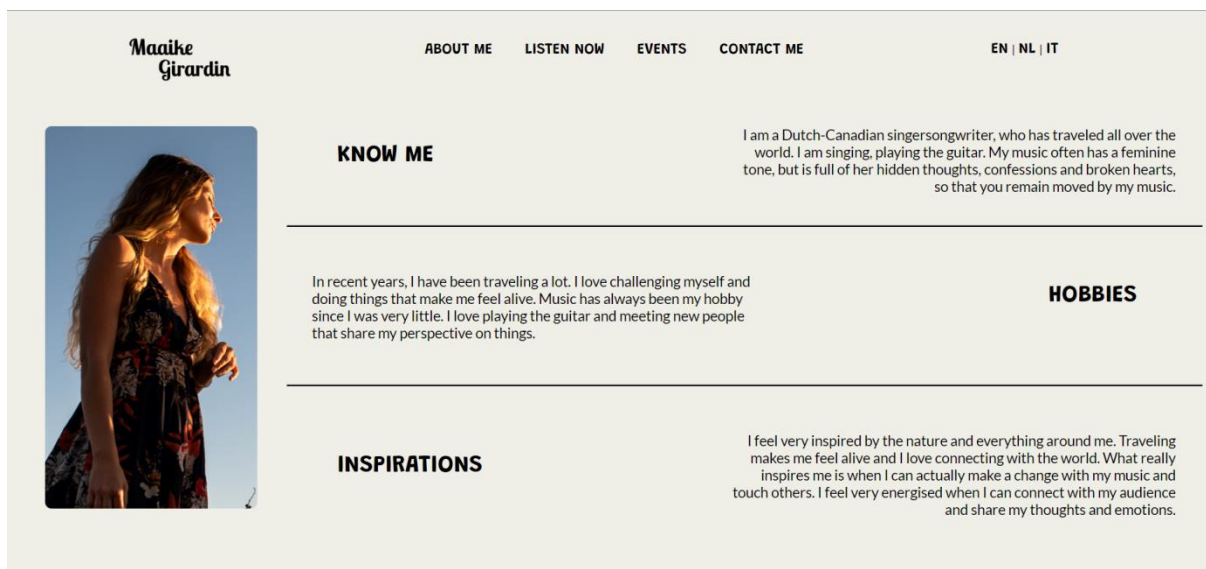 Maaike
Girardin
ABOUT ME LISTEN NOW EVENTS CONTACT ME EN | NL | IT
KNOW ME
I am a Dutch-Canadian singersongwriter, who has traveled all over the
world. I am singing, playing the guitar. My music often has a feminine
tone, but is full of her hidden thoughts, confessions and broken hearts,
so that you remain moved by my music.
In recent years, I have been traveling a lot. I love challenging myself and
doing things that make me feel alive. Music has always been my hobby
since I was very little. I love playing the guitar and meeting new people
that share my perspective on things.
HOBBIES
INSPIRATIONS
I feel very inspired by the nature and everything around me. Traveling
makes me feel alive and I love connecting with the world. What really
inspires me is when I can actually make a change with my music and
touch others. I feel very energised when I can connect with my audience
and share my thoughts and emotions.